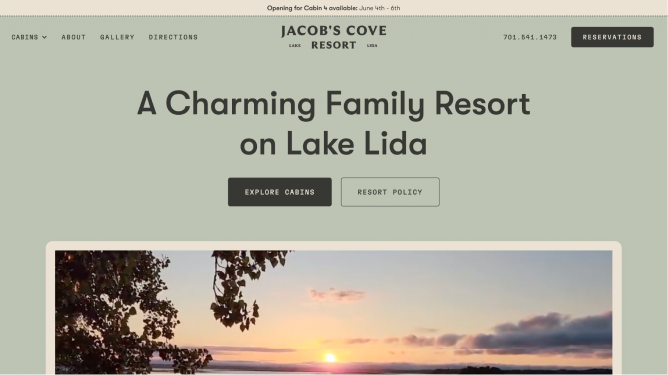 Opening for Cabin 4 available: June 4th - 6th
CABINS ABOUT GALLERY DIRECTIONS
JACOB'S COVE
LAKE RESORT LIDA
701.541.1473 RESERVATIONS
A Charming Family Resort
on Lake Lida
EXPLORE CABINS RESORT POLICY